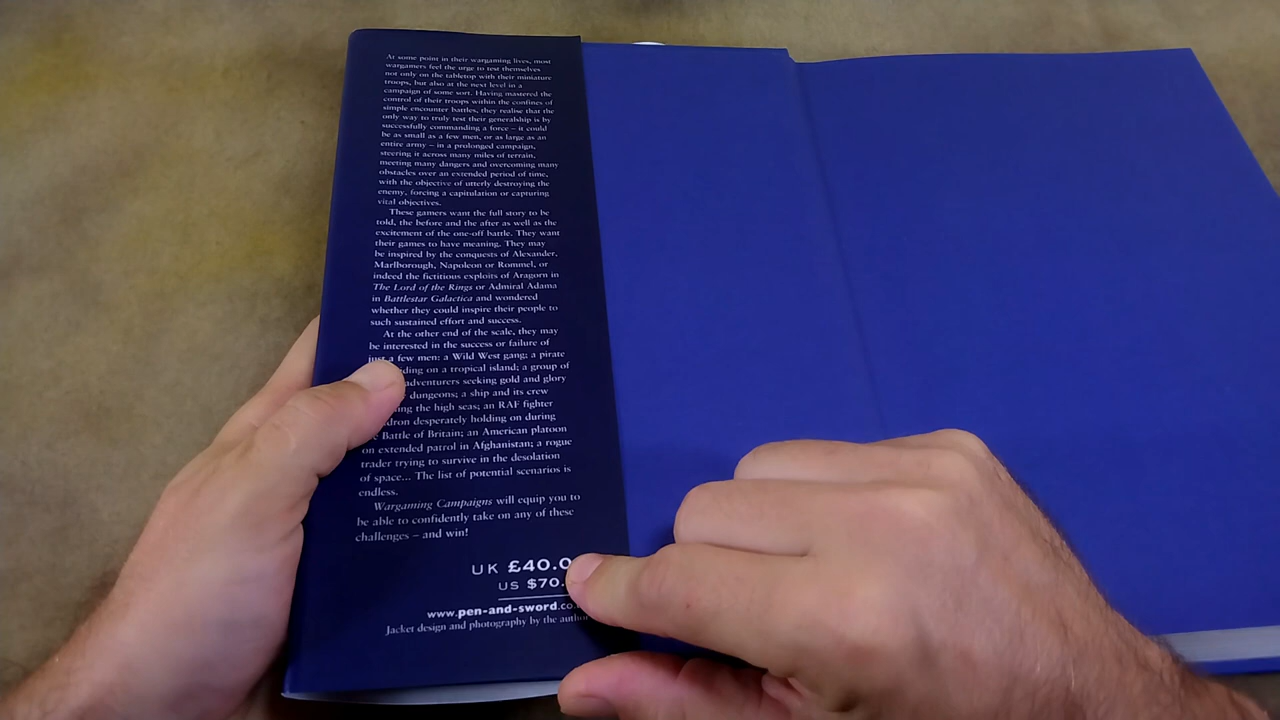 At some point in their wargaming lives, most
wargamers feel the urge to test themselves
not only on the tabletop with their miniature
troops, but also at the next level in a
campaign of some sort. Having mastered the
control of their troops within the confines of
simple encounter battles, they realise that the
only way to truly test their generalship is by
successfully commanding a force – it could
be as small as a few men, or as large as an
entire army – in a prolonged campaign,
steering it across many miles of terrain,
meeting many dangers and overcoming many
obstacles over an extended period of time,
with the objective of utterly destroying the
enemy, forcing a capitulation or capturing
vital objectives.
These gamers want the full story to be
told, the before and the after as well as the
excitement of the one-off battle. They want
their games to have meaning. They may
be inspired by the conquests of Alexander,
Marlborough, Napoleon or Rommel, or
indeed the fictitious exploits of Aragorn in
The Lord of the Rings or Admiral Adama
in Battlestar Galactica and wondered
whether they could inspire their people to
such sustained effort and success.
At the other end of the scale, they may
be interested in the success or failure of
just a few men: a Wild West gang; a pirate
iding on a tropical island; a group of
adventurers seeking gold and glory
dungeons; a ship and its crew
ing the high seas; an RAF fighter
dron desperately holding on during
Battle of Britain; an American platoon
on extended patrol in Afghanistan; a rogue
trader trying to survive in the desolation
of space... The list of potential scenarios is
endless.
Wargaming Campaigns will equip you to
be able to confidently take on any of these
challenges – and win!
UK £40.0
US $70.
www.pen-and-sword.co.
Jacket design and photography by the auth